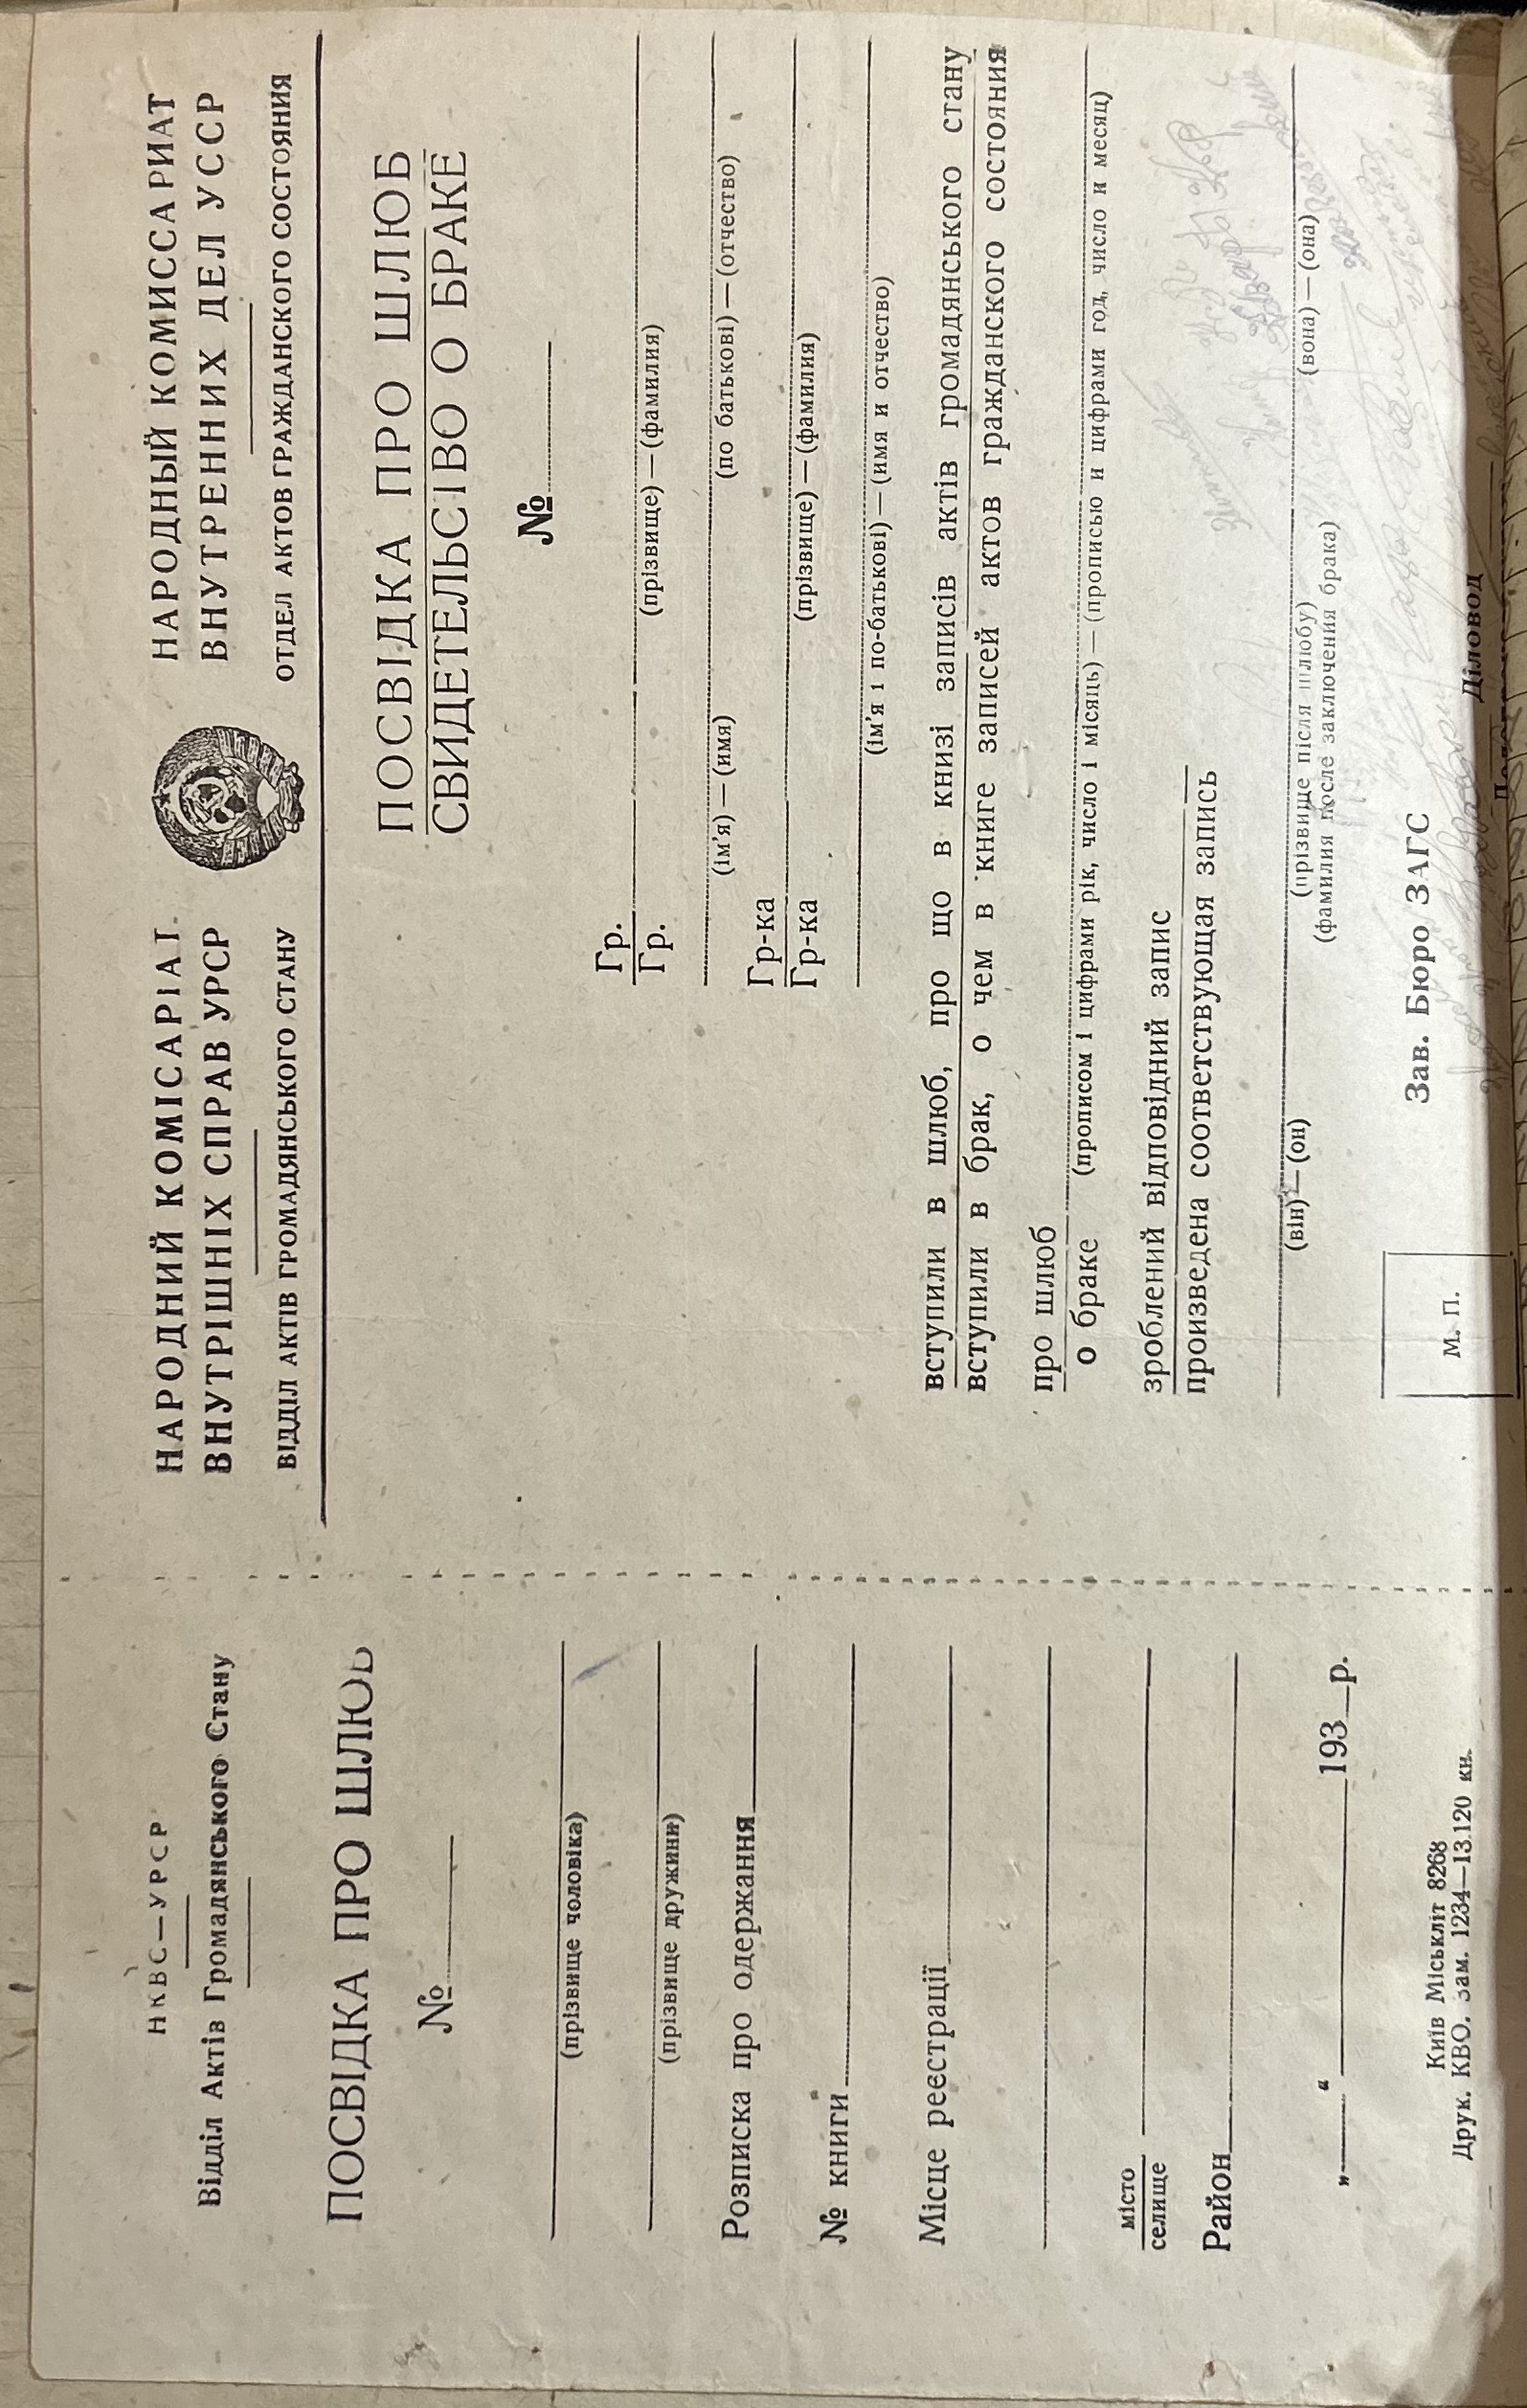 НКВС—УРСР
Відділ Актів Громадянського Стану
ПОСВІДКА ПРО ШЛЮБ
№
(прізвище чоловіка)
(прізвище дружини)
Розписка про одержання
№ книги
Місце реєстрації
місто
селище
Район
„ “ 193 р.
Київ Міськліт 8268
Друк. КВО. Зам. 1234—13.120 кн.
НАРОДНИЙ КОМІСАРІАТ
ВНУТРІШНІХ СПРАВ УРСР
ВІДДІЛ АКТІВ ГРОМАДЯНСЬКОГО СТАНУ
НАРОДНЫЙ КОМИССАРИАТ
ВНУТРЕННИХ ДЕЛ УССР
ОТДЕЛ АКТОВ ГРАЖДАНСКОГО СОСТОЯНИЯ
ПОСВІДКА ПРО ШЛЮБ
СВИДЕТЕЛЬСТВО О БРАКЕ
№
Гр.
Гр.
(прізвище) — (фамилия)
(ім'я) — (имя) (по батькові) — (отчество)
Гр-ка
Гр-ка
(прізвище) — (фамилия)
(ім'я і по-батькові) — (имя и отчество)
вступили в шлюб, про що в книзі записів актів громадянського стану
вступили в брак, о чем в книге записей актов гражданского состояния
про шлюб
о браке
(прописом і цифрами рік, число і місяць) — (прописью и цифрами год, число и месяц)
зроблений відповідний запис
произведена соответствующая запись
(він) — (он) (прізвище після шлюбу) (вона) — (она)
(фамилия после заключения брака)
М. П.
Зав. Бюро ЗАГС
Діловод